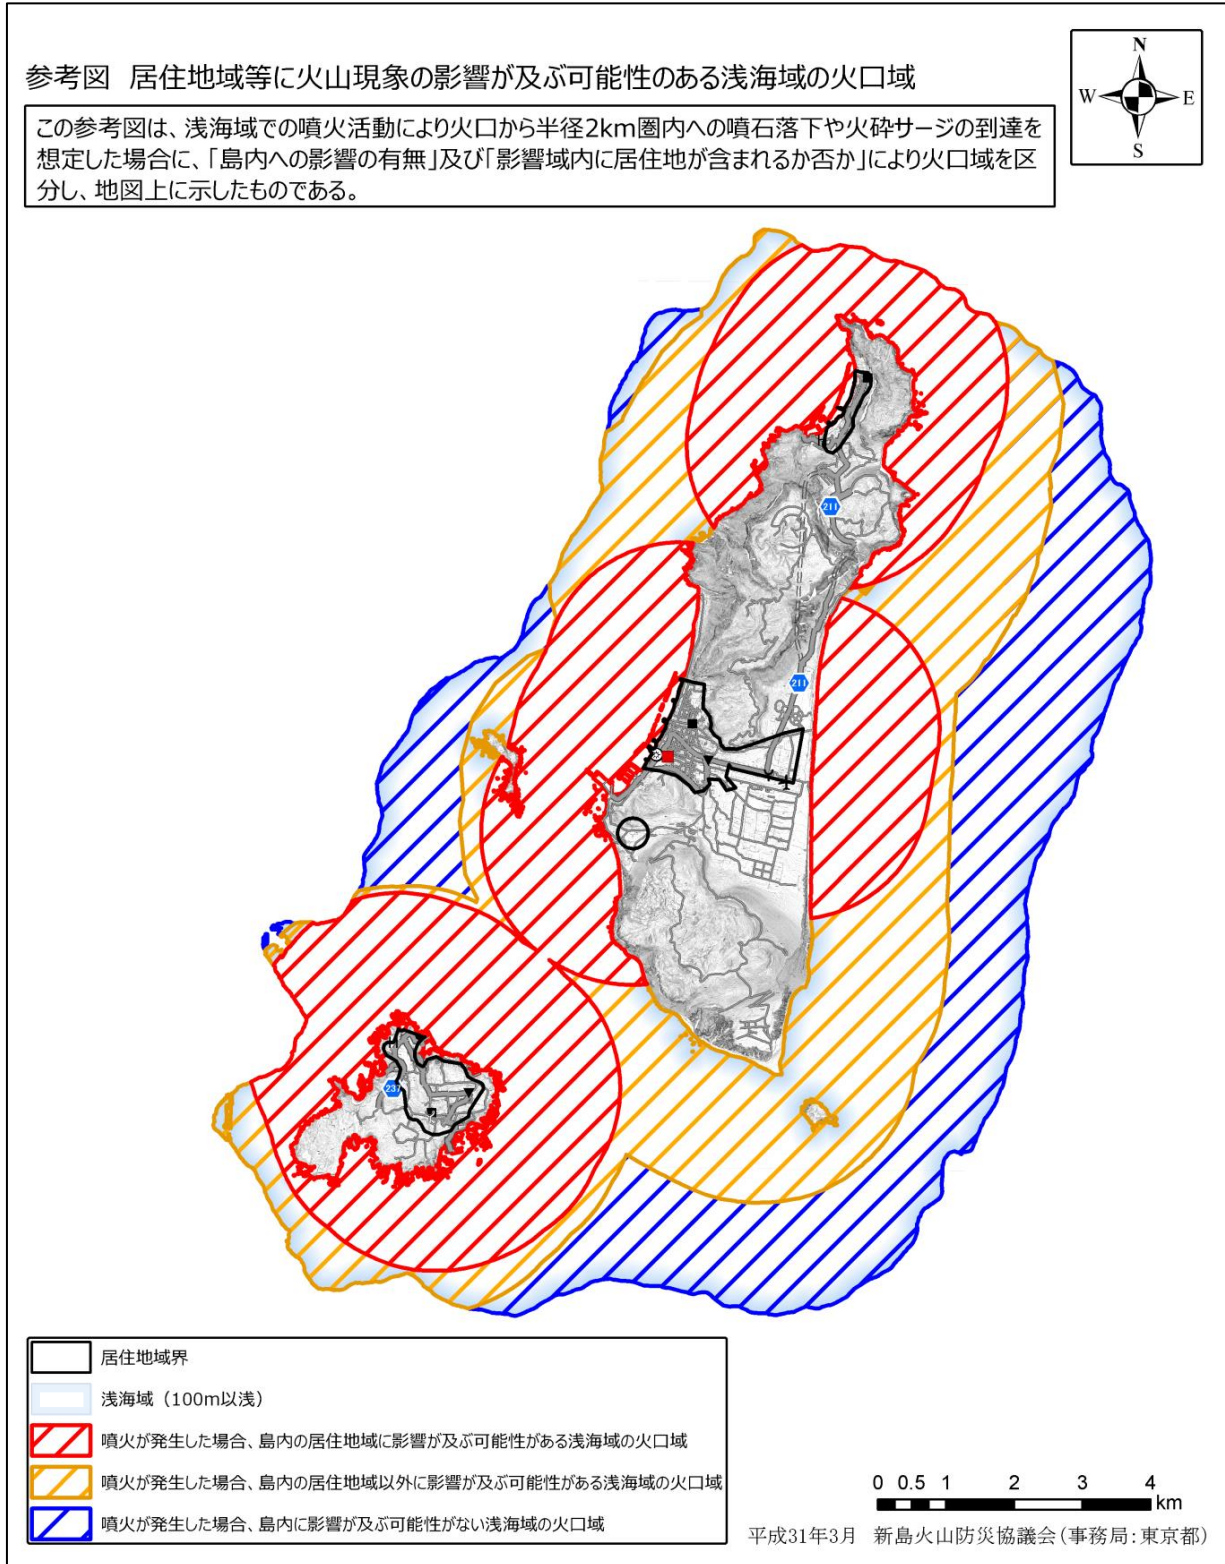 参考図 居住地域等に火山現象の影響が及ぶ可能性のある浅海域の火口域
この参考図は、浅海域での噴火活動により火口から半径2km圏内への噴石落下や火砕サージの到達を
想定した場合に、「島内への影響の有無」及び「影響域内に居住地が含まれるか否か」により火口域を区
分し、地図上に示したものである。
N
W
E
S
211
211
237
居住地域界
浅海域（100m以浅）
噴火が発生した場合、島内の居住地域に影響が及ぶ可能性がある浅海域の火口域
噴火が発生した場合、島内の居住地域以外に影響が及ぶ可能性がある浅海域の火口域
噴火が発生した場合、島内に影響が及ぶ可能性がない浅海域の火口域
0 0.5 1 2 3 4
km
平成31年3月 新島火山防災協議会(事務局:東京都)